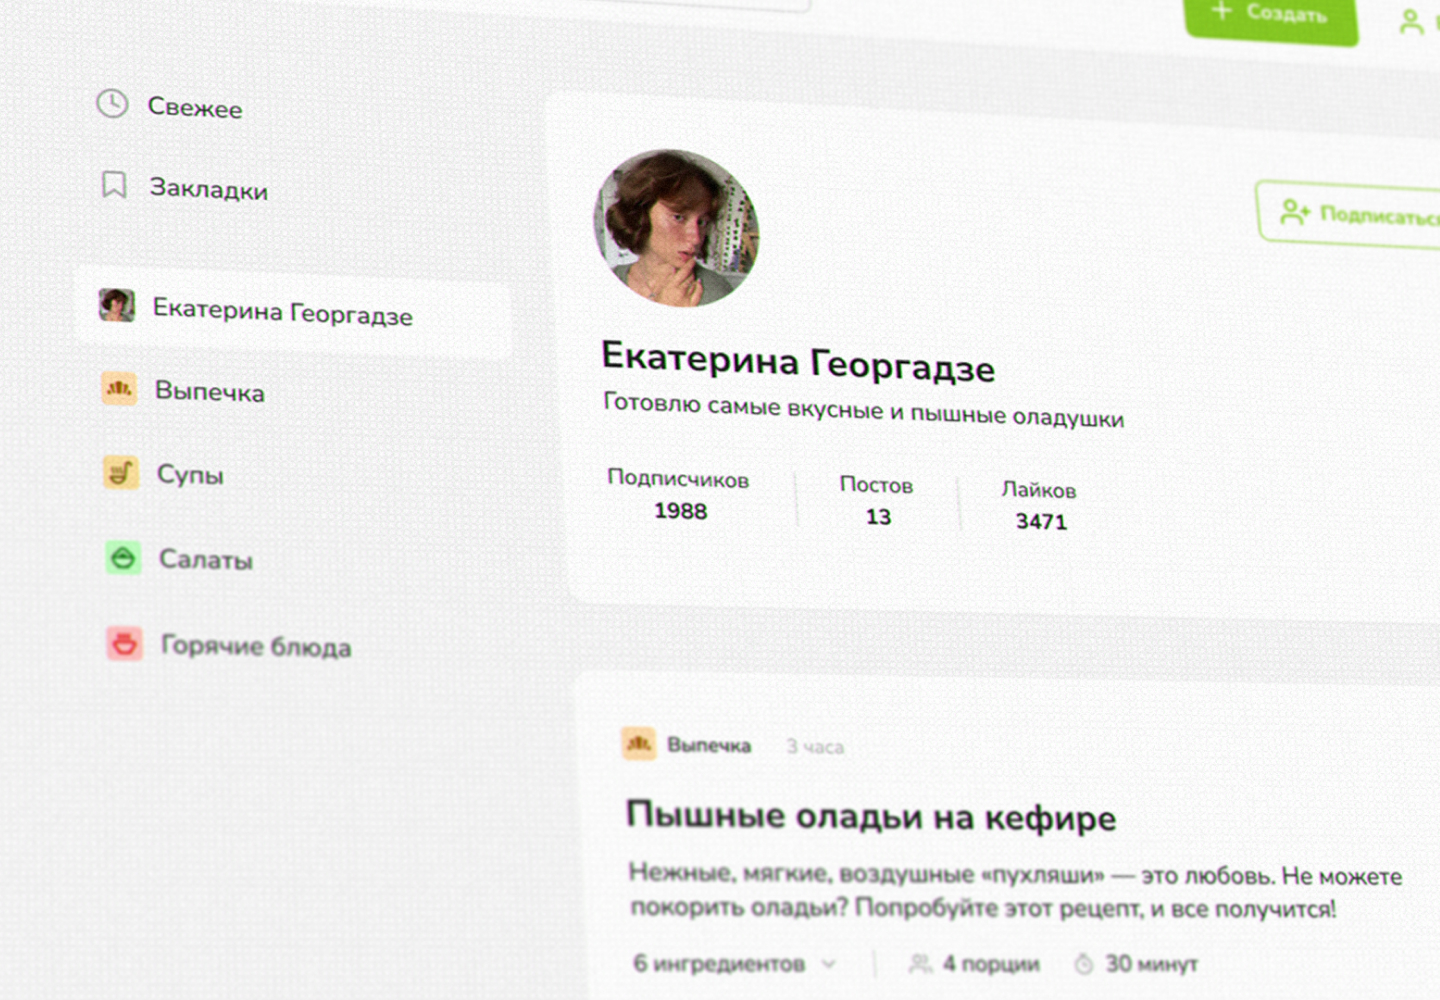 Создать
Свежее
Закладки
Подписаться
Екатерина Георгадзе
Выпечка
Супы
Салаты
Горячие блюда
Екатерина Георгадзе
Готовлю самые вкусные и пышные оладушки
Подписчиков
1988
Постов
13
Лайков
3471
Выпечка
3 часа
Пышные оладьи на кефире
Нежные, мягкие, воздушные «пухляши» — это любовь. Не можете
покорить оладьи? Попробуйте этот рецепт, и все получится!
6 ингредиентов
4 порции
30 минут